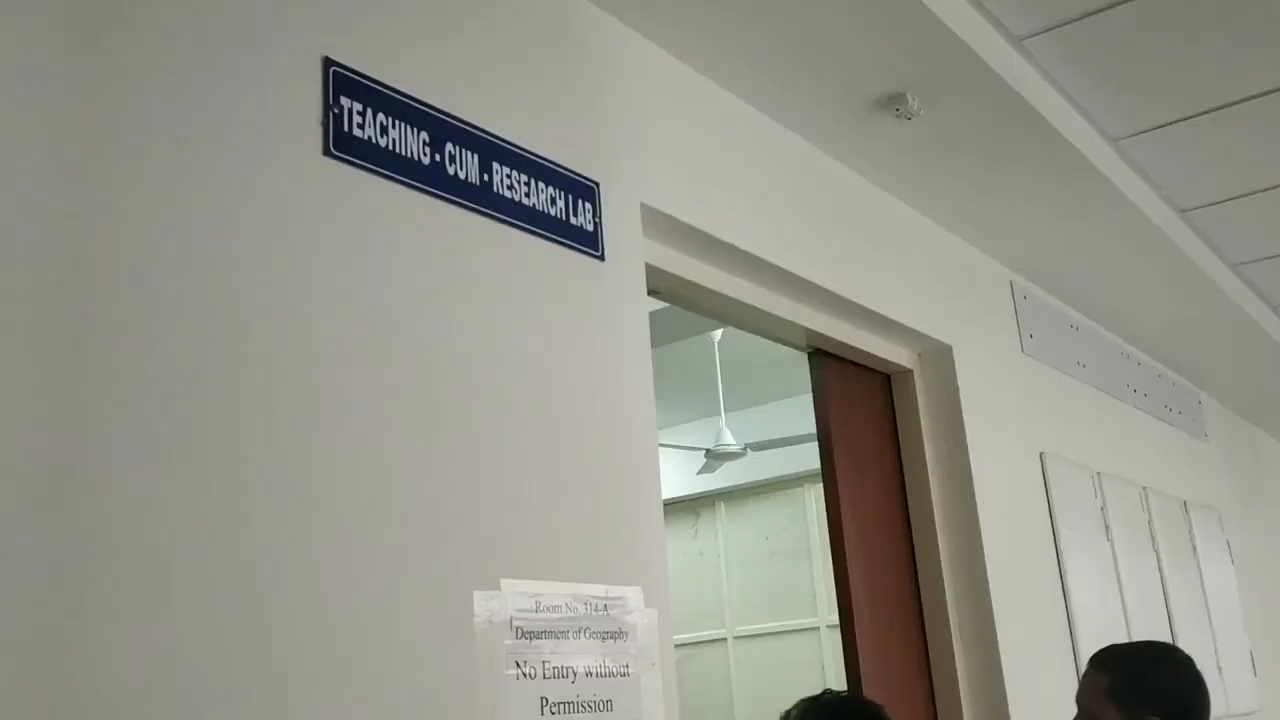 TEACHING - CUM - RESEARCH LAB
Room No. 314-A
Department of Geography
No Entry without
Permission